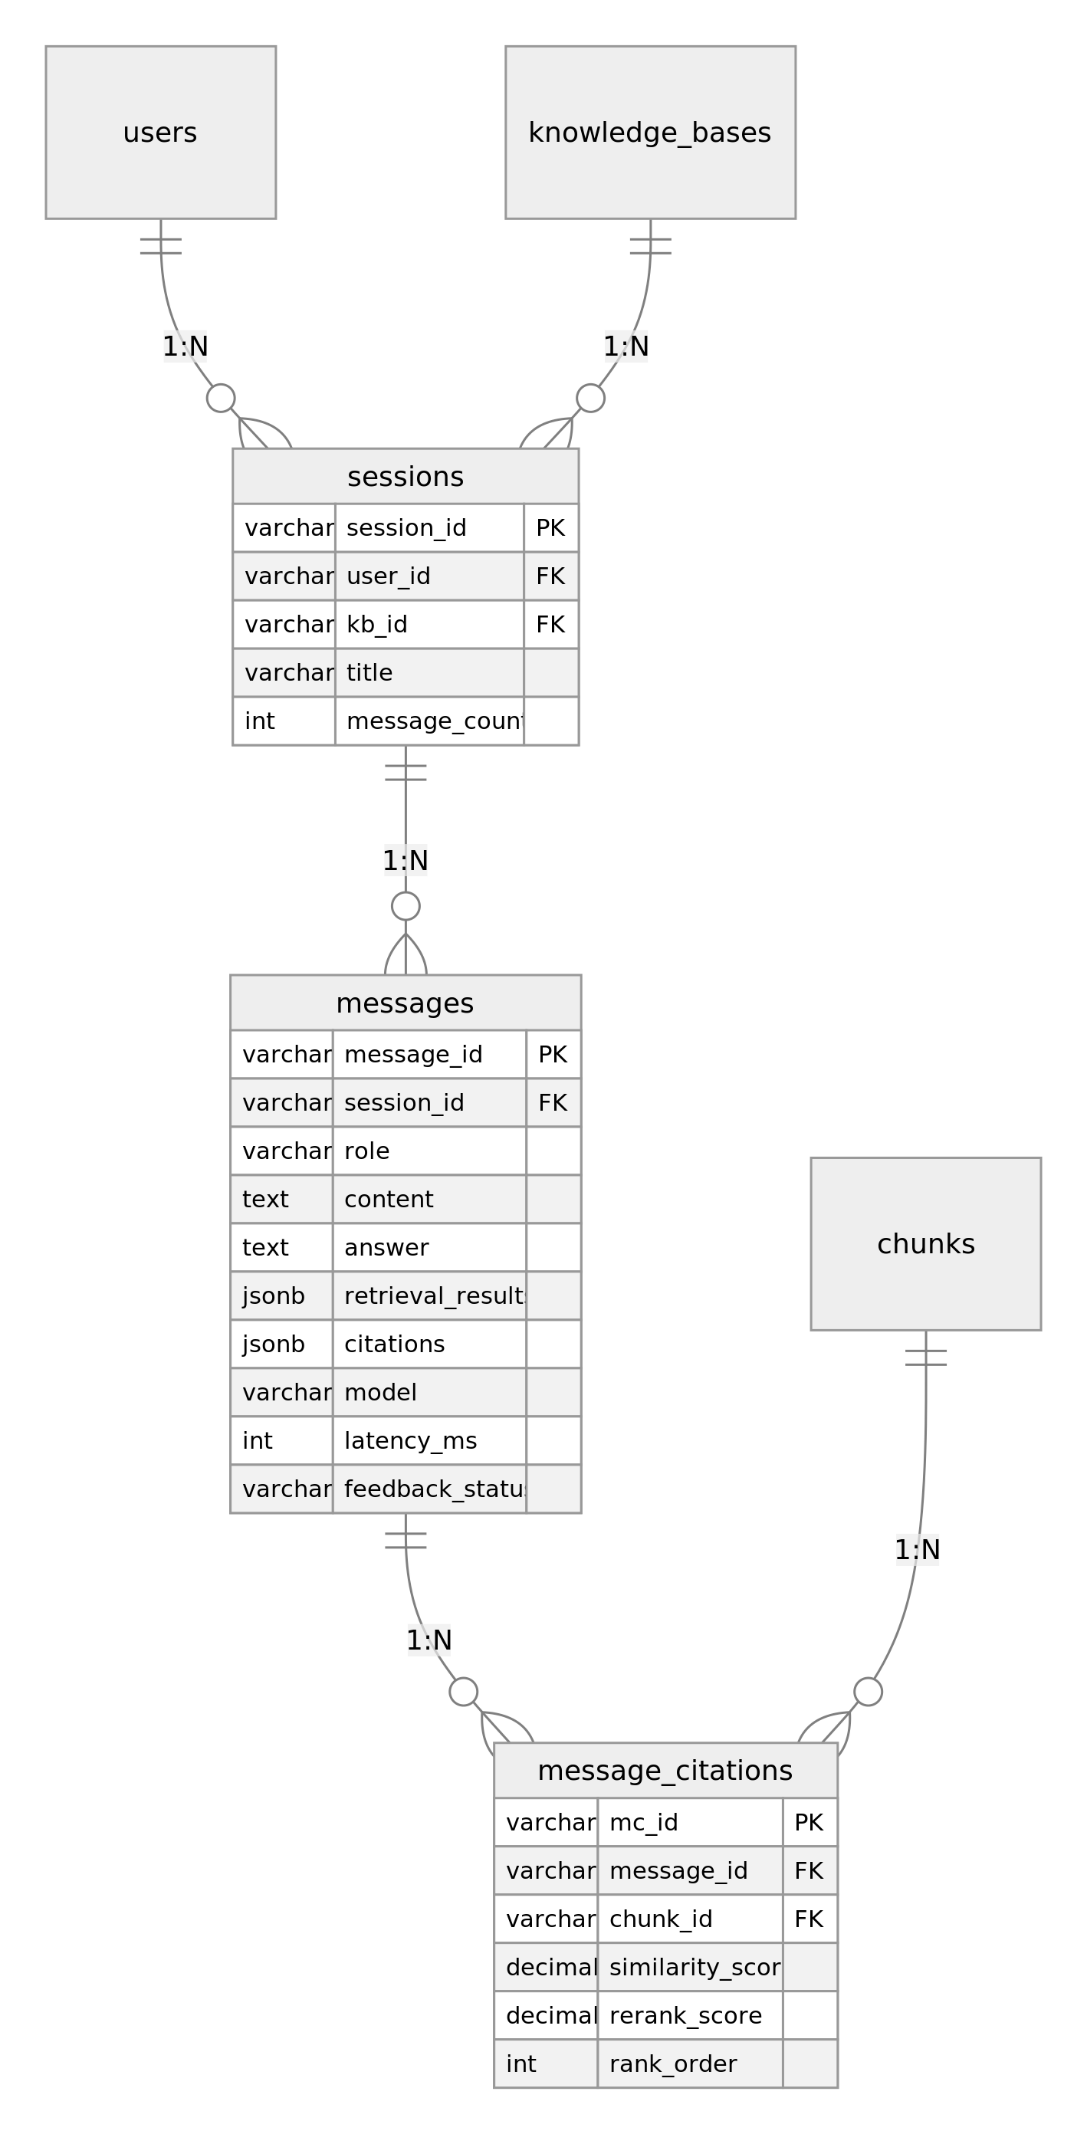 users
knowledge_bases
1:N
1:N
sessions
varchar session_id PK
varchar user_id FK
varchar kb_id FK
varchar title
int message_count
1:N
messages
varchar message_id PK
varchar session_id FK
varchar role
text content
text answer
jsonb retrieval_results
jsonb citations
varchar model
int latency_ms
varchar feedback_status
chunks
1:N
1:N
message_citations
varchar mc_id PK
varchar message_id FK
varchar chunk_id FK
decimal similarity_scor
decimal rerank_score
int rank_order